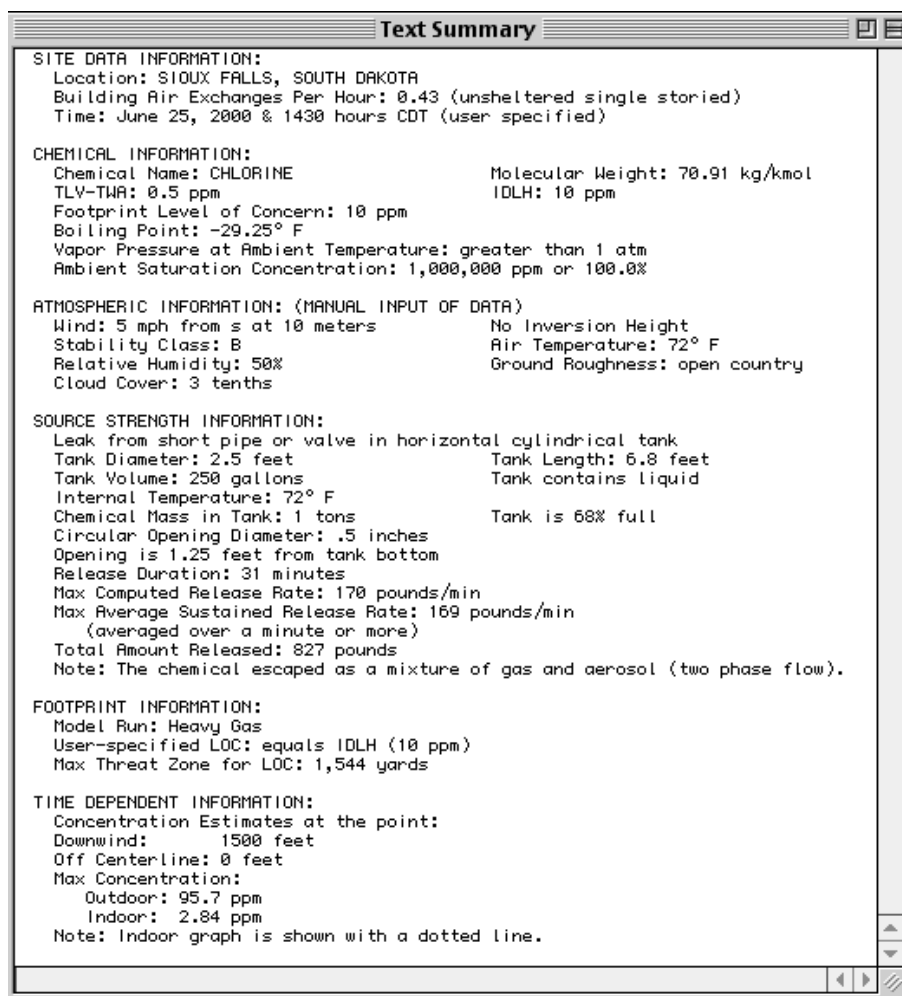 Text Summary
SITE DATA INFORMATION:
Location: SIOUX FALLS, SOUTH DAKOTA
Building Air Exchanges Per Hour: 0.43 (unsheltered single storied)
Time: June 25, 2000 & 1430 hours CDT (user specified)
CHEMICAL INFORMATION:
Chemical Name: CHLORINE Molecular Weight: 70.91 kg/kmol
TLV-TWA: 0.5 ppm IDLH: 10 ppm
Footprint Level of Concern: 10 ppm
Boiling Point: -29.25° F
Vapor Pressure at Ambient Temperature: greater than 1 atm
Ambient Saturation Concentration: 1,000,000 ppm or 100.0%
ATMOSPHERIC INFORMATION: (MANUAL INPUT OF DATA)
Wind: 5 mph from s at 10 meters No Inversion Height
Stability Class: B Air Temperature: 72° F
Relative Humidity: 50% Ground Roughness: open country
Cloud Cover: 3 tenths
SOURCE STRENGTH INFORMATION:
Leak from short pipe or valve in horizontal cylindrical tank
Tank Diameter: 2.5 feet Tank Length: 6.8 feet
Tank Volume: 250 gallons Tank contains liquid
Internal Temperature: 72° F
Chemical Mass in Tank: 1 tons Tank is 68% full
Circular Opening Diameter: .5 inches
Opening is 1.25 feet from tank bottom
Release Duration: 31 minutes
Max Computed Release Rate: 170 pounds/min
Max Average Sustained Release Rate: 169 pounds/min
(averaged over a minute or more)
Total Amount Released: 827 pounds
Note: The chemical escaped as a mixture of gas and aerosol (two phase flow).
FOOTPRINT INFORMATION:
Model Run: Heavy Gas
User-specified LOC: equals IDLH (10 ppm)
Max Threat Zone for LOC: 1,544 yards
TIME DEPENDENT INFORMATION:
Concentration Estimates at the point:
Downwind: 1500 feet
Off Centerline: 0 feet
Max Concentration:
Outdoor: 95.7 ppm
Indoor: 2.84 ppm
Note: Indoor graph is shown with a dotted line.